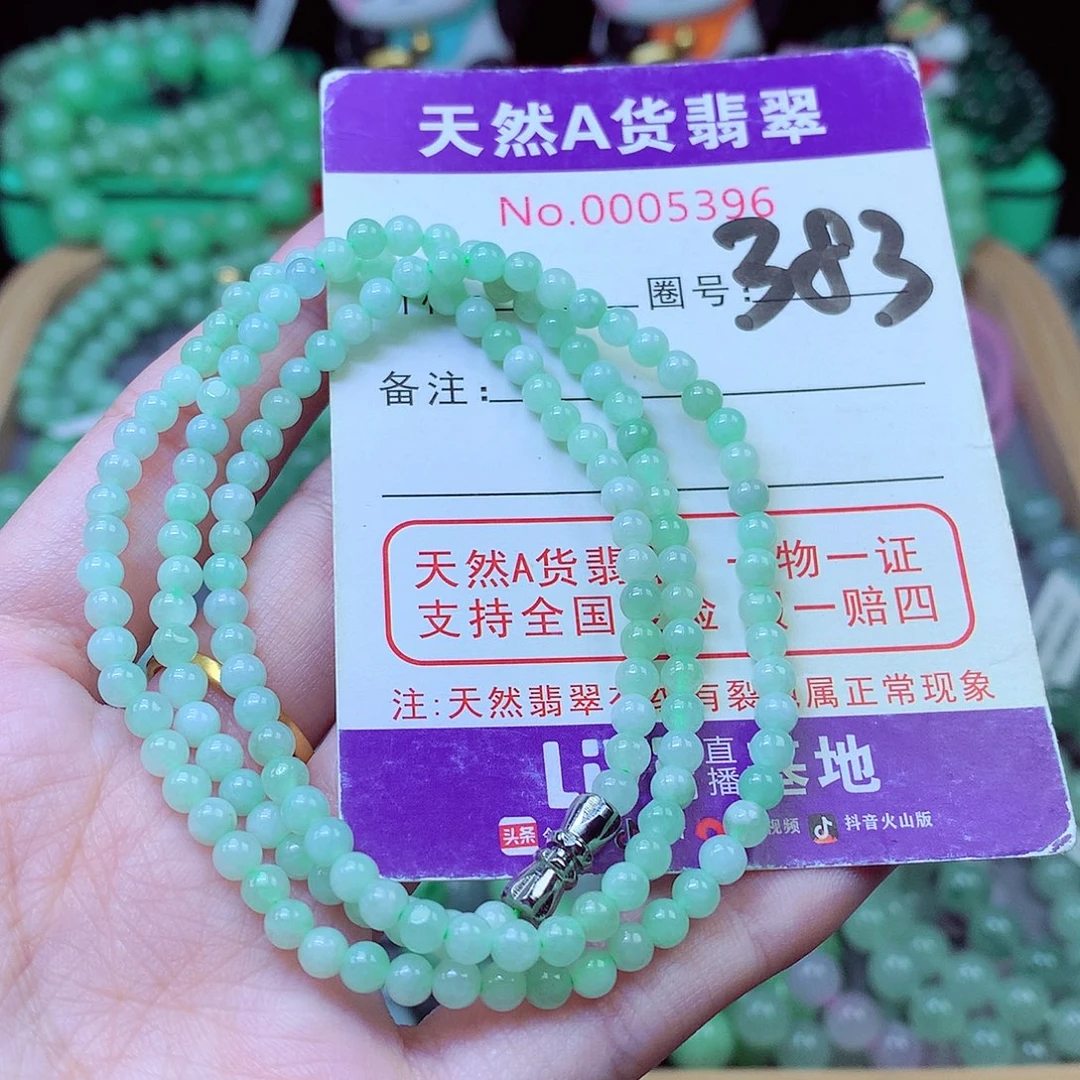 天然A货翡翠
No.0005396
圈号: 383
备注:
天然A货翡 物一证
支持全国 一赔四
注:天然翡翠 有裂 属正常现象
直播 地
头条 视频 抖音火山版